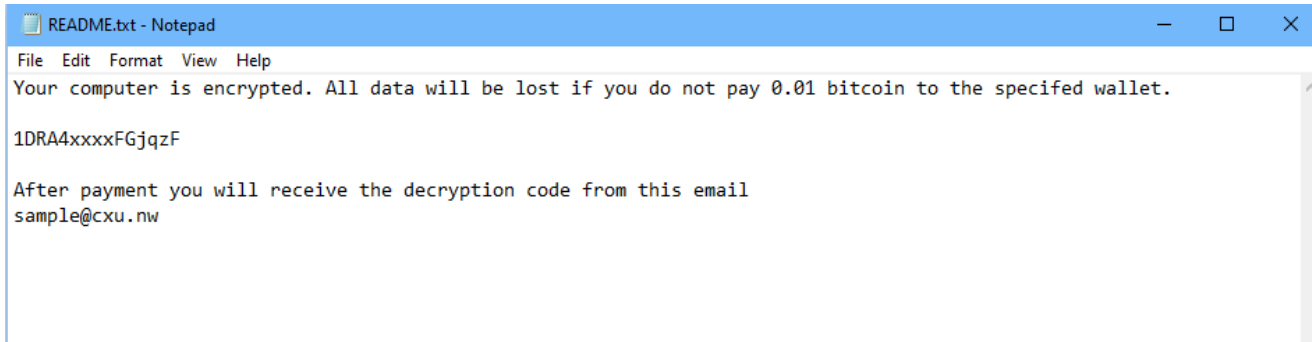 README.txt - Notepad
File Edit Format View Help
Your computer is encrypted. All data will be lost if you do not pay 0.01 bitcoin to the specifed wallet.
1DRA4xxxxFGjqzF
After payment you will receive the decryption code from this email
sample@cxu.nw